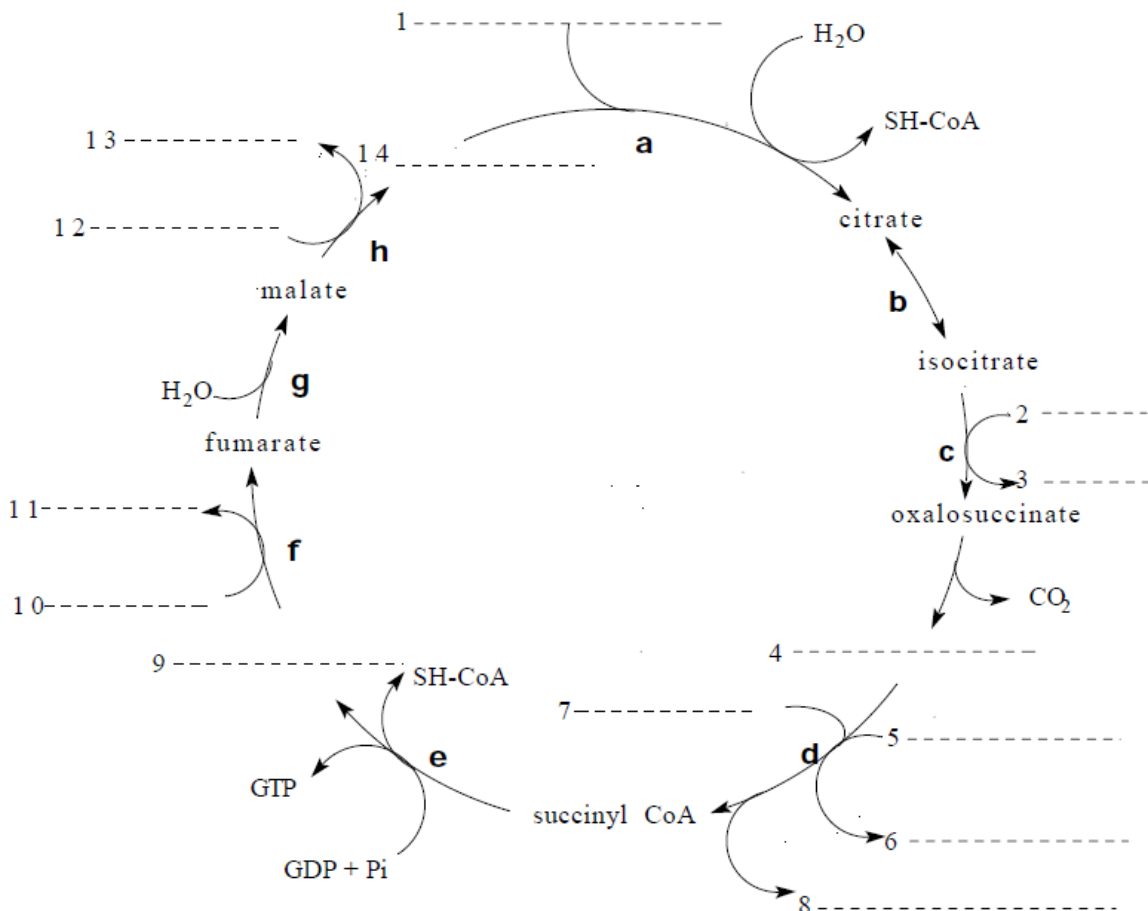 1
H₂O
SH-CoA
13
14
a
12
citrate
h
malate
b
isocitrate
H₂O
g
2
fumarate
c
3
11
oxalosuccinate
f
10
CO₂
9
SH-CoA
4
7
5
d
e
GTP
succinyl CoA
6
GDP + Pi
8